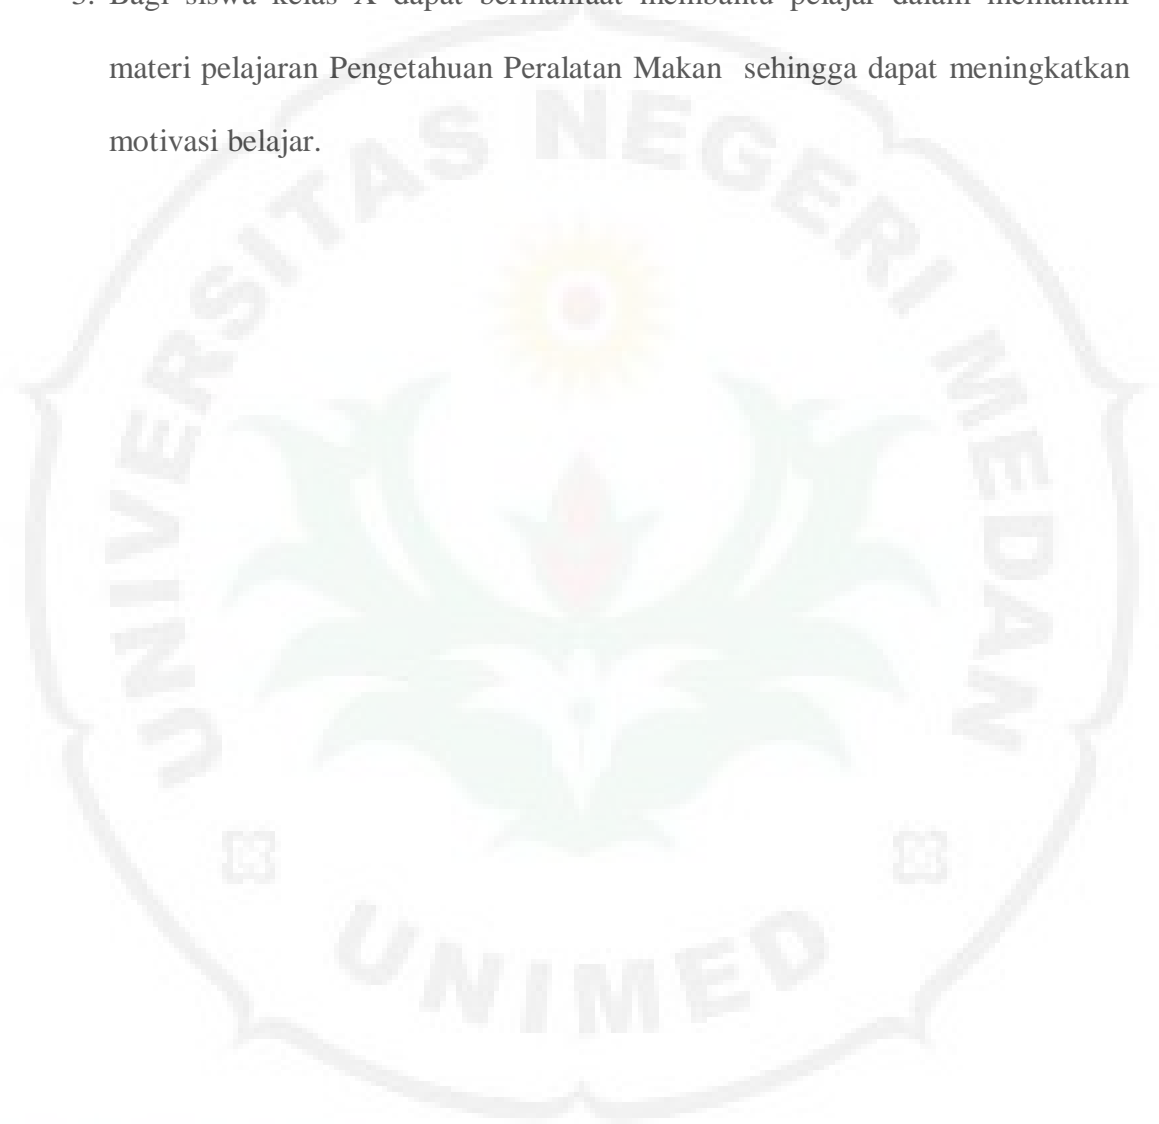 3. Bagi siswa kelas X dapat bermanfaat membantu pelajar dalam memahami
materi pelajaran Pengetahuan Peralatan Makan sehingga dapat meningkatkan
motivasi belajar.
UNIVERSITAS NEGERI MEDAN
UNIMED